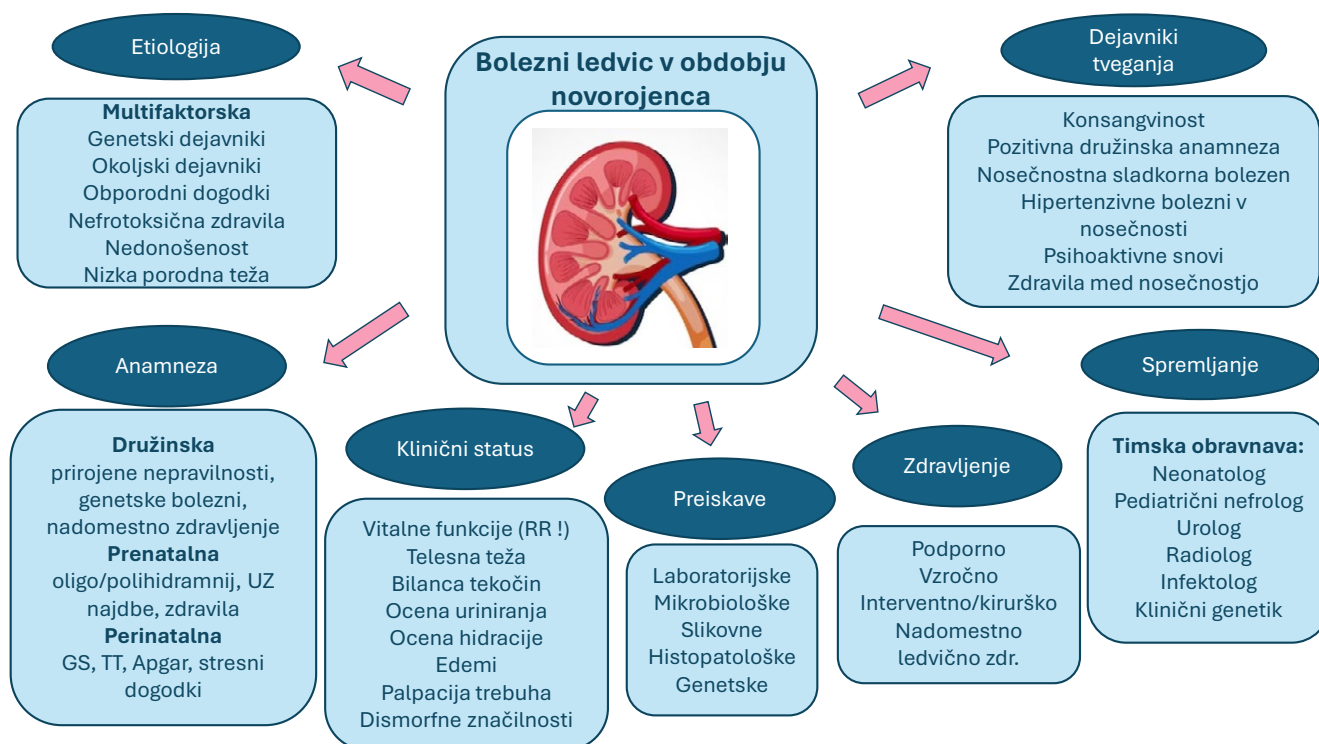 Bolezni ledvic v obdobju
novorojenca
Etiologija
Multifaktorska
Genetski dejavniki
Okoljski dejavniki
Obporodni dogodki
Nefrotoksična zdravila
Nedonošenost
Nizka porodna teža
Dejavniki
tveganja
Konsangvinost
Pozitivna družinska anamneza
Nosečnostna sladkorna bolezen
Hipertenzivne bolezni v
nosečnosti
Psihoaktivne snovi
Zdravila med nosečnostjo
Anamneza
Družinska
prirojene nepravilnosti,
genetske bolezni,
nadomestno zdravljenje
Prenatalna
oligo/polihidramnij, UZ
najdbe, zdravila
Perinatalna
GS, TT, Apgar, stresni
dogodki
Klinični status
Vitalne funkcije (RR !)
Telesna teža
Bilanca tekočin
Ocena uriniranja
Ocena hidracije
Edemi
Palpacija trebuha
Dismorfne značilnosti
Preiskave
Laboratorijske
Mikrobiološke
Slikovne
Histopatološke
Genetske
Zdravljenje
Podporno
Vzročno
Interventno/kirurško
Nadomestno
ledvično zdr.
Spremljanje
Timska obravnava:
Neonatolog
Pediatrični nefrolog
Urolog
Radiolog
Infektolog
Klinični genetik